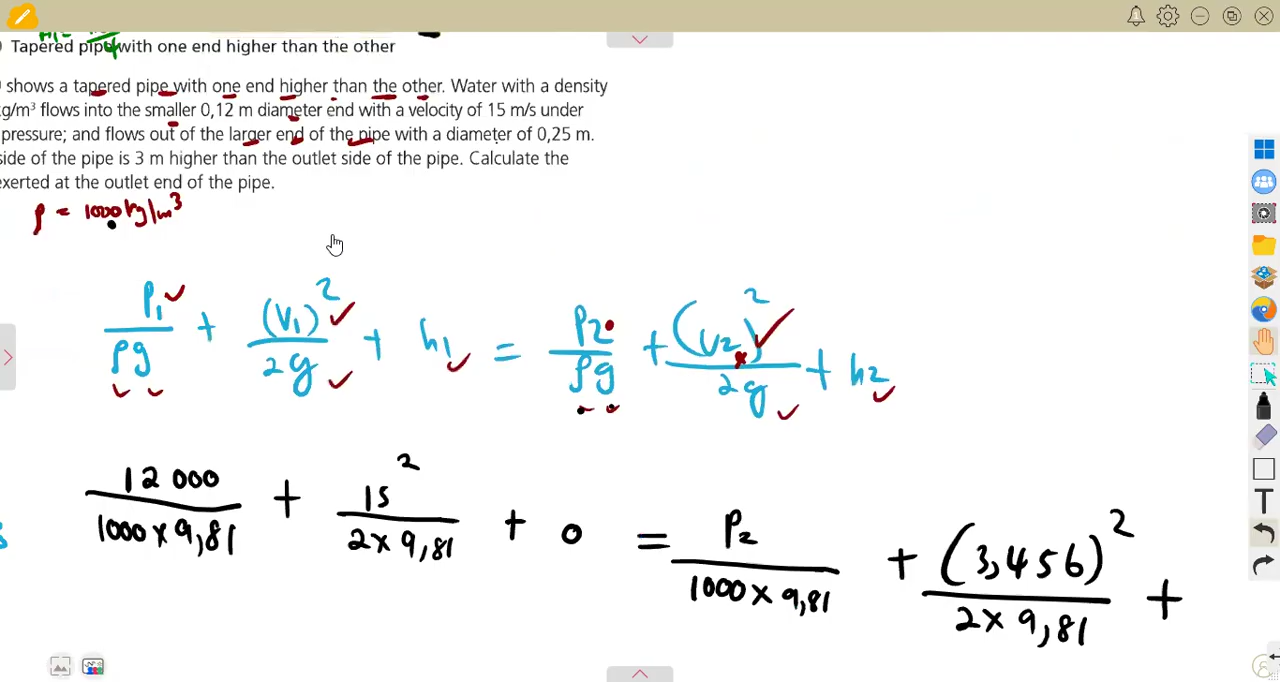 Tapered pipe with one end higher than the other
shows a tapered pipe with one end higher than the other. Water with a density
kg/m³ flows into the smaller 0,12 m diameter end with a velocity of 15 m/s under
pressure; and flows out of the larger end of the pipe with a diameter of 0,25 m.
side of the pipe is 3 m higher than the outlet side of the pipe. Calculate the
exerted at the outlet end of the pipe.
ρ = 1000 kg/m³
P1/ρg + (V1)²/2g + h1 = P2/ρg + (V2)²/2g + h2
12 000/1000 × 9,81 + 15²/2 × 9,81 + 0 = P2/1000 × 9,81 + (3,456)²/2 × 9,81 +